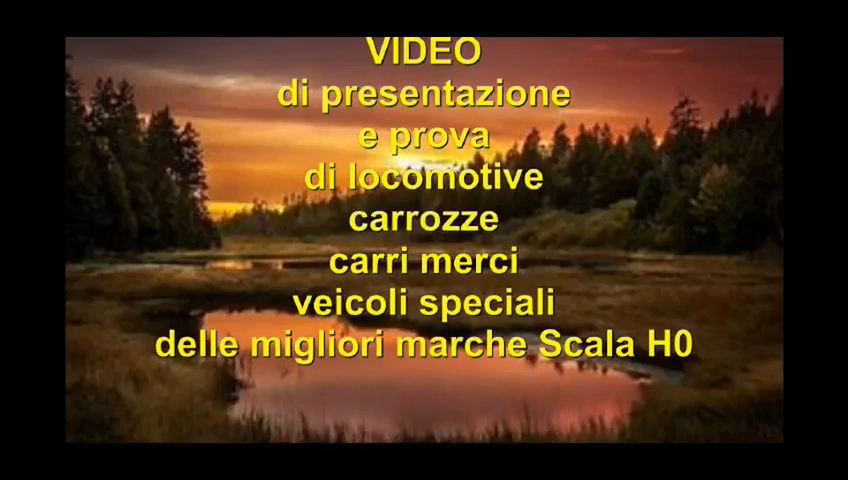 VIDEO
di presentazione
e prova
di locomotive
carrozze
carri merci
veicoli speciali
delle migliori marche Scala H0